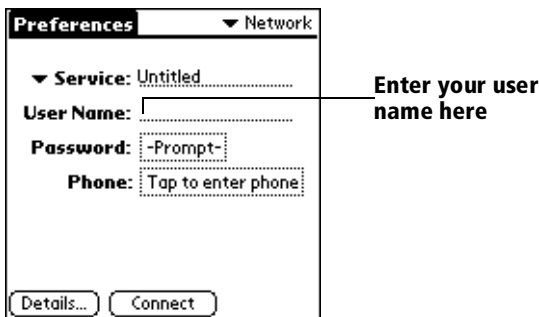 Preferences
Network
Service: Untitled
User Name:
Password: -Prompt-
Phone: Tap to enter phone
Details... Connect
Enter your user
name here